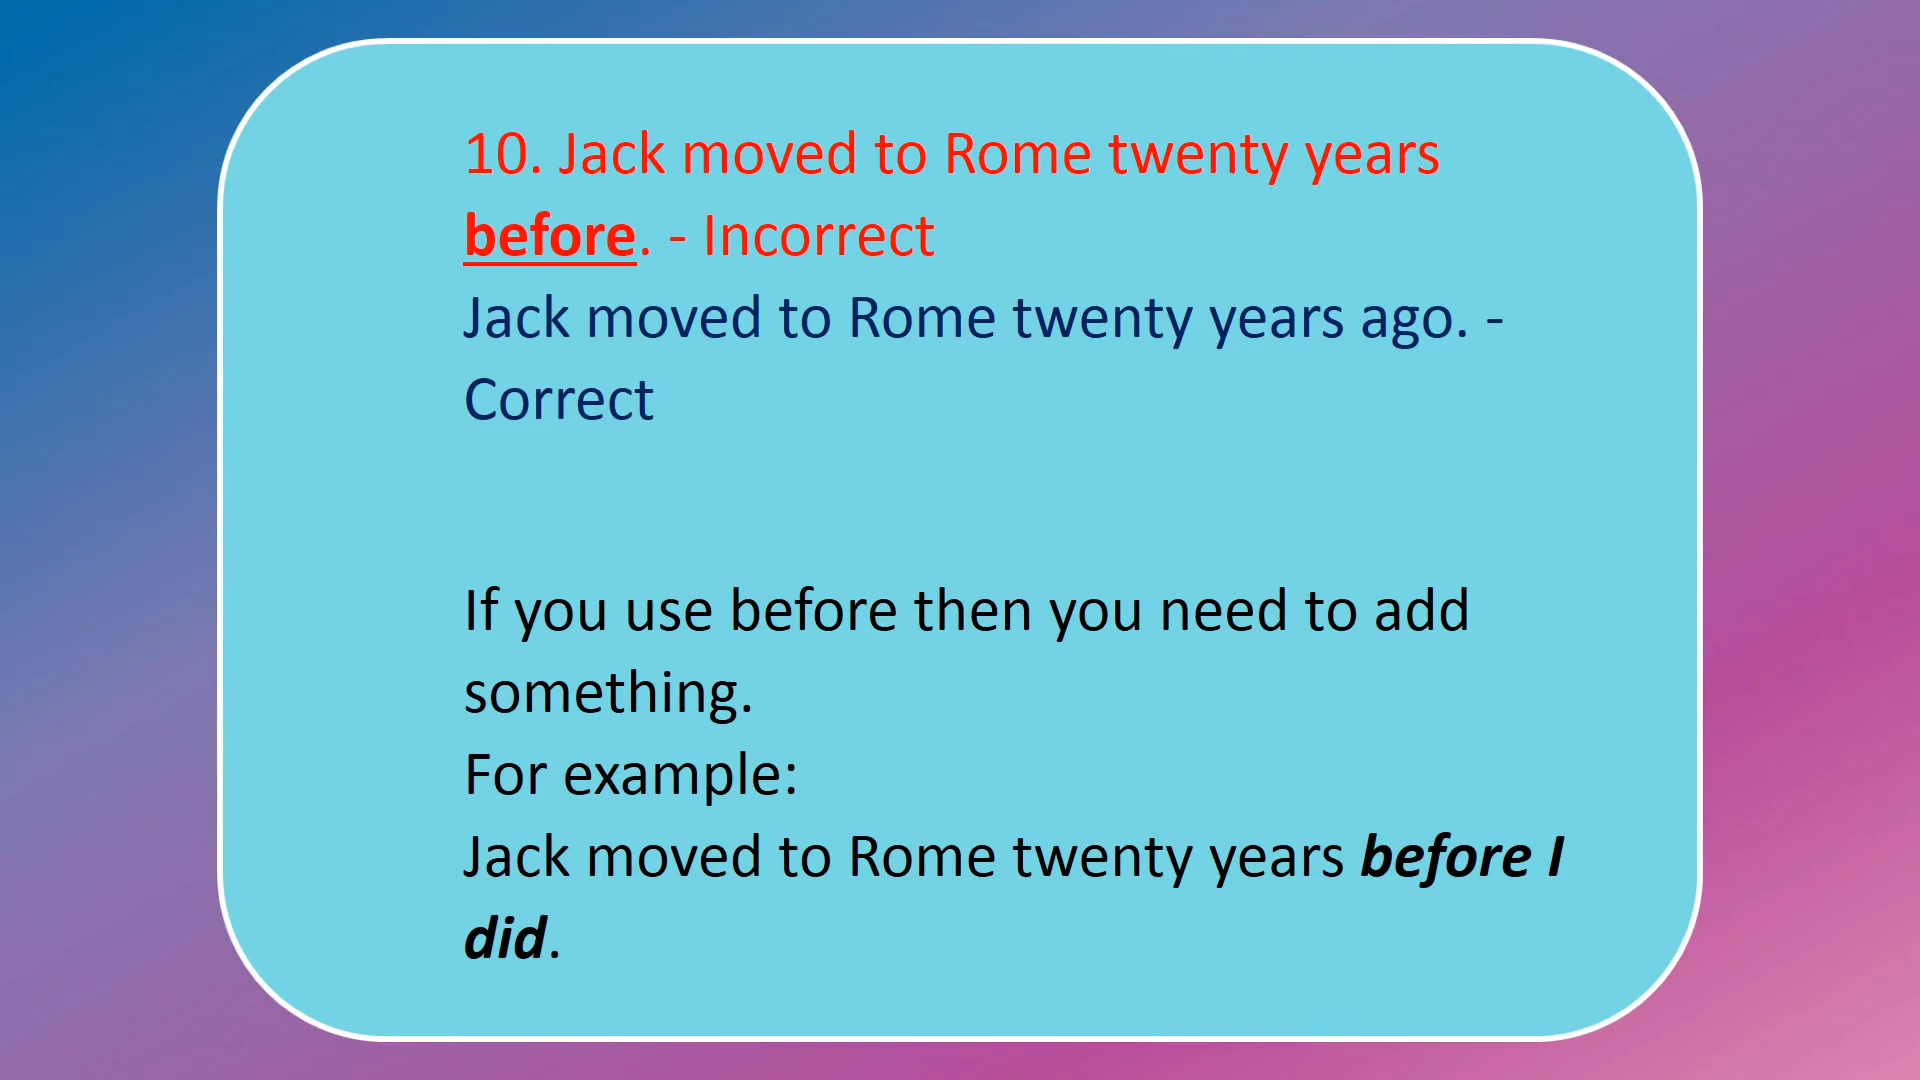 10. Jack moved to Rome twenty years
before. - Incorrect
Jack moved to Rome twenty years ago. -
Correct
If you use before then you need to add
something.
For example:
Jack moved to Rome twenty years before I
did.